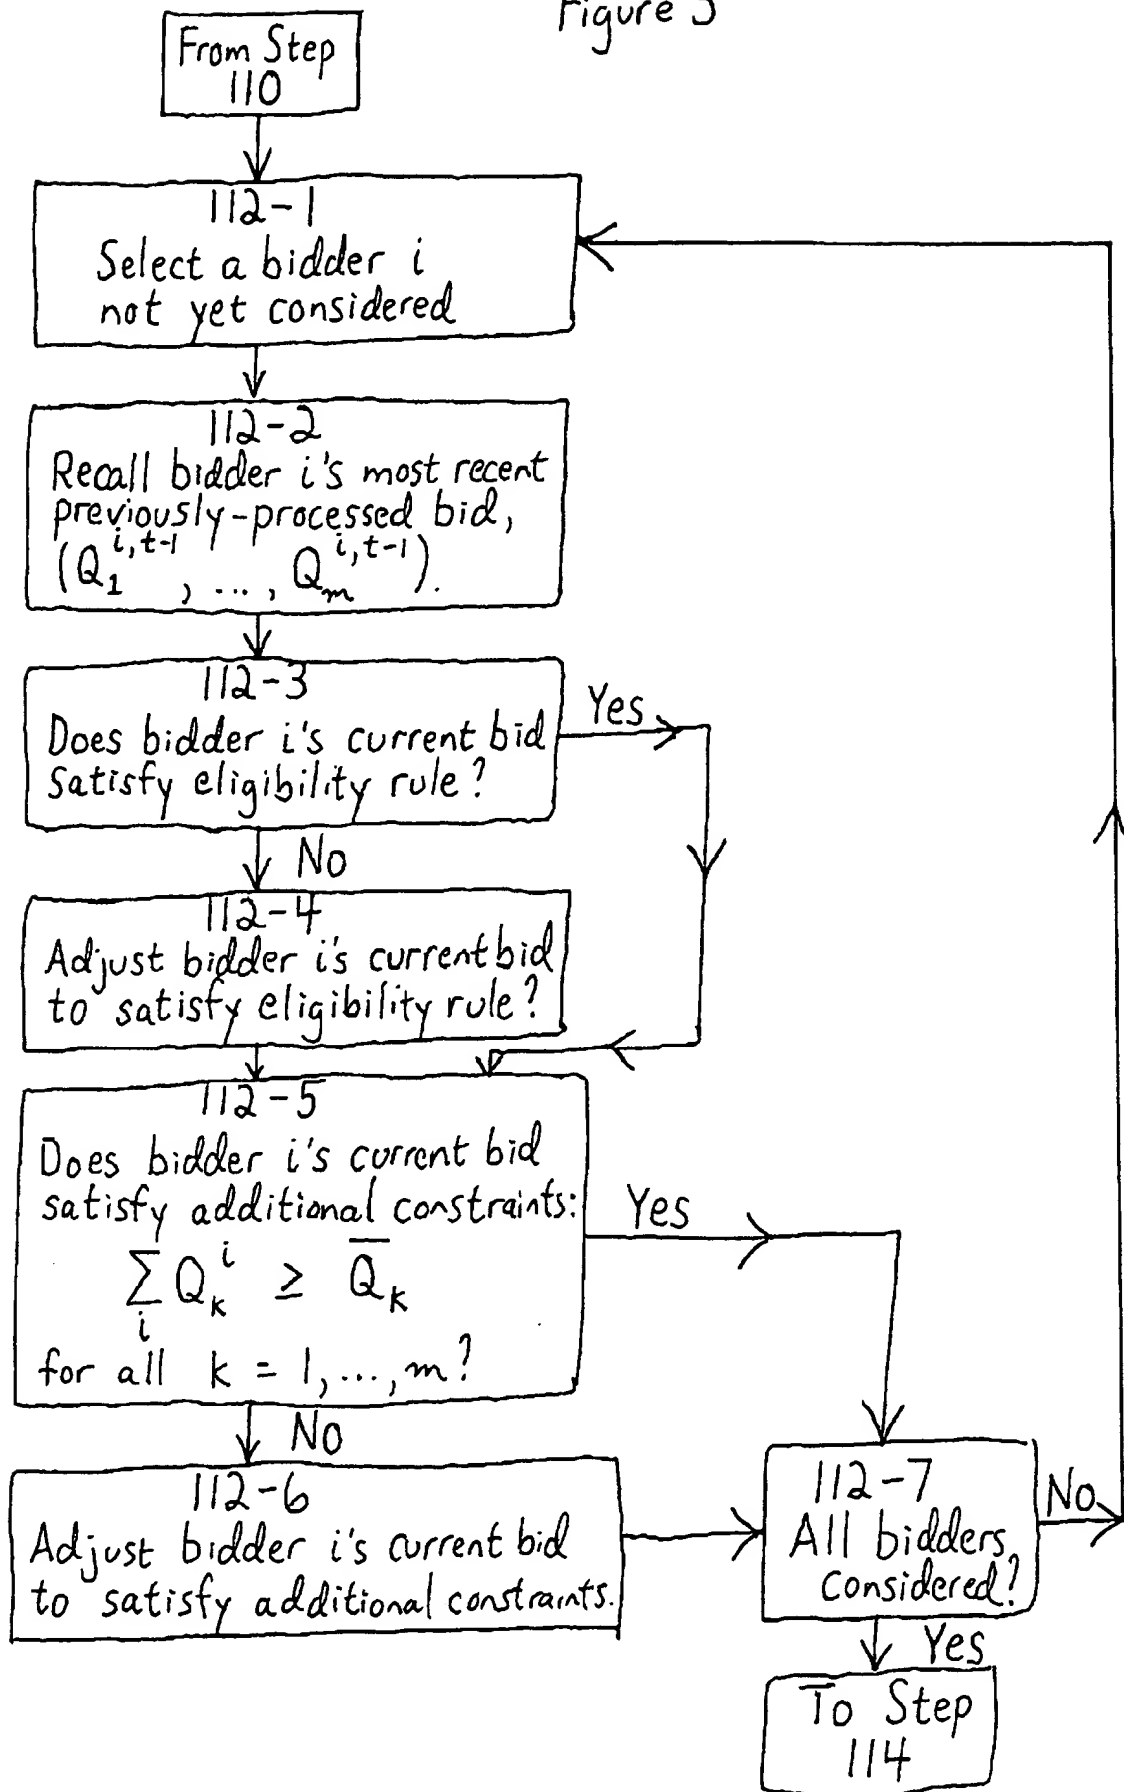 Figure 5
From Step
110
112-1
Select a bidder i
not yet considered
112-2
Recall bidder i's most recent
previously-processed bid,
(Q₁^{i,t-1}, ..., Qₘ^{i,t-1}).
112-3
Does bidder i's current bid
satisfy eligibility rule?
Yes
No
112-4
Adjust bidder i's current bid
to satisfy eligibility rule?
112-5
Does bidder i's current bid
satisfy additional constraints:
∑ᵢ Qₖⁱ ≥ Q̅ₖ
for all k = 1, ..., m?
Yes
No
112-6
Adjust bidder i's current bid
to satisfy additional constraints.
112-7
All bidders
considered?
No
Yes
To Step
114